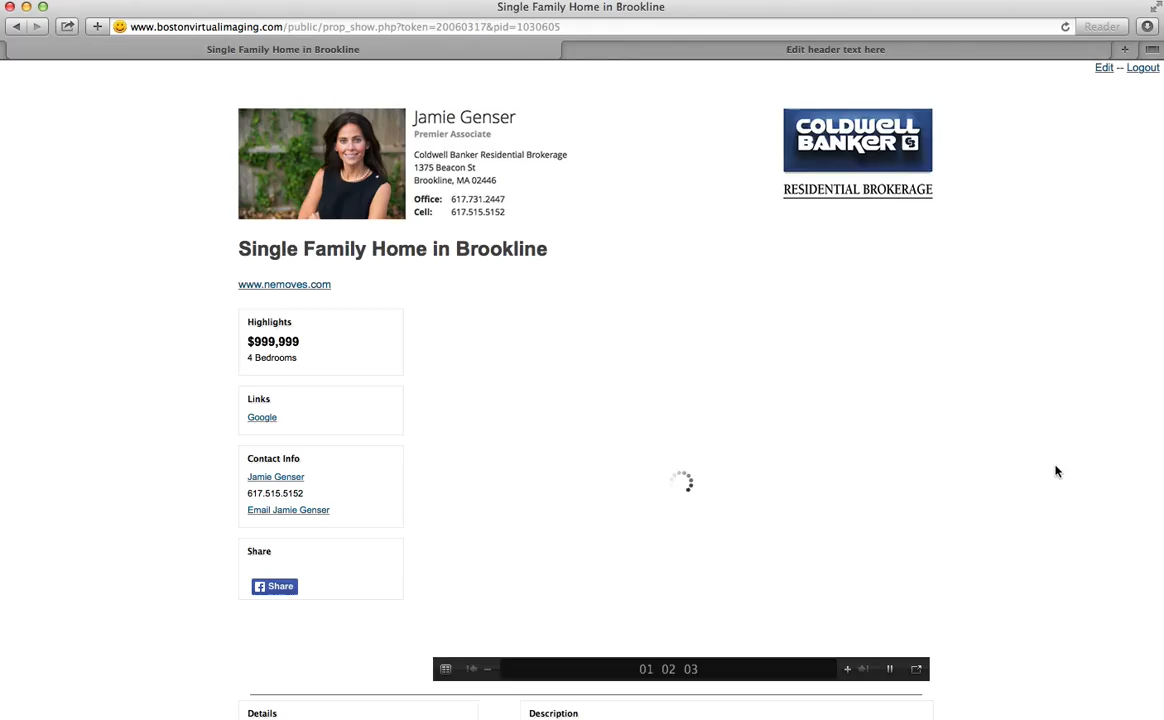 Single Family Home in Brookline
www.bostonvirtualimaging.com/public/prop_show.php?token=20060317&pid=1030605
Reader
Single Family Home in Brookline
Edit header text here
Edit -- Logout
Jamie Genser
Premier Associate
Coldwell Banker Residential Brokerage
1375 Beacon St
Brookline, MA 02446
Office: 617.731.2447
Cell: 617.515.5152
COLDWELL
BANKER
RESIDENTIAL BROKERAGE
Single Family Home in Brookline
www.nemoves.com
Highlights
$999,999
4 Bedrooms
Links
Google
Contact Info
Jamie Genser
617.515.5152
Email Jamie Genser
Share
Share
01 02 03
Details
Description